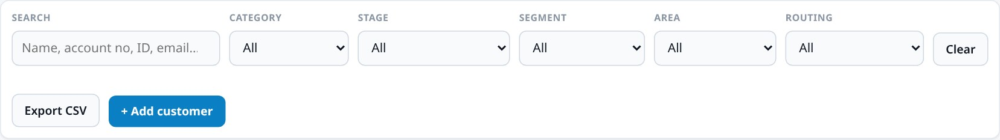 SEARCH CATEGORY STAGE SEGMENT AREA ROUTING
Name, account no, ID, email... All All All All All Clear
Export CSV + Add customer